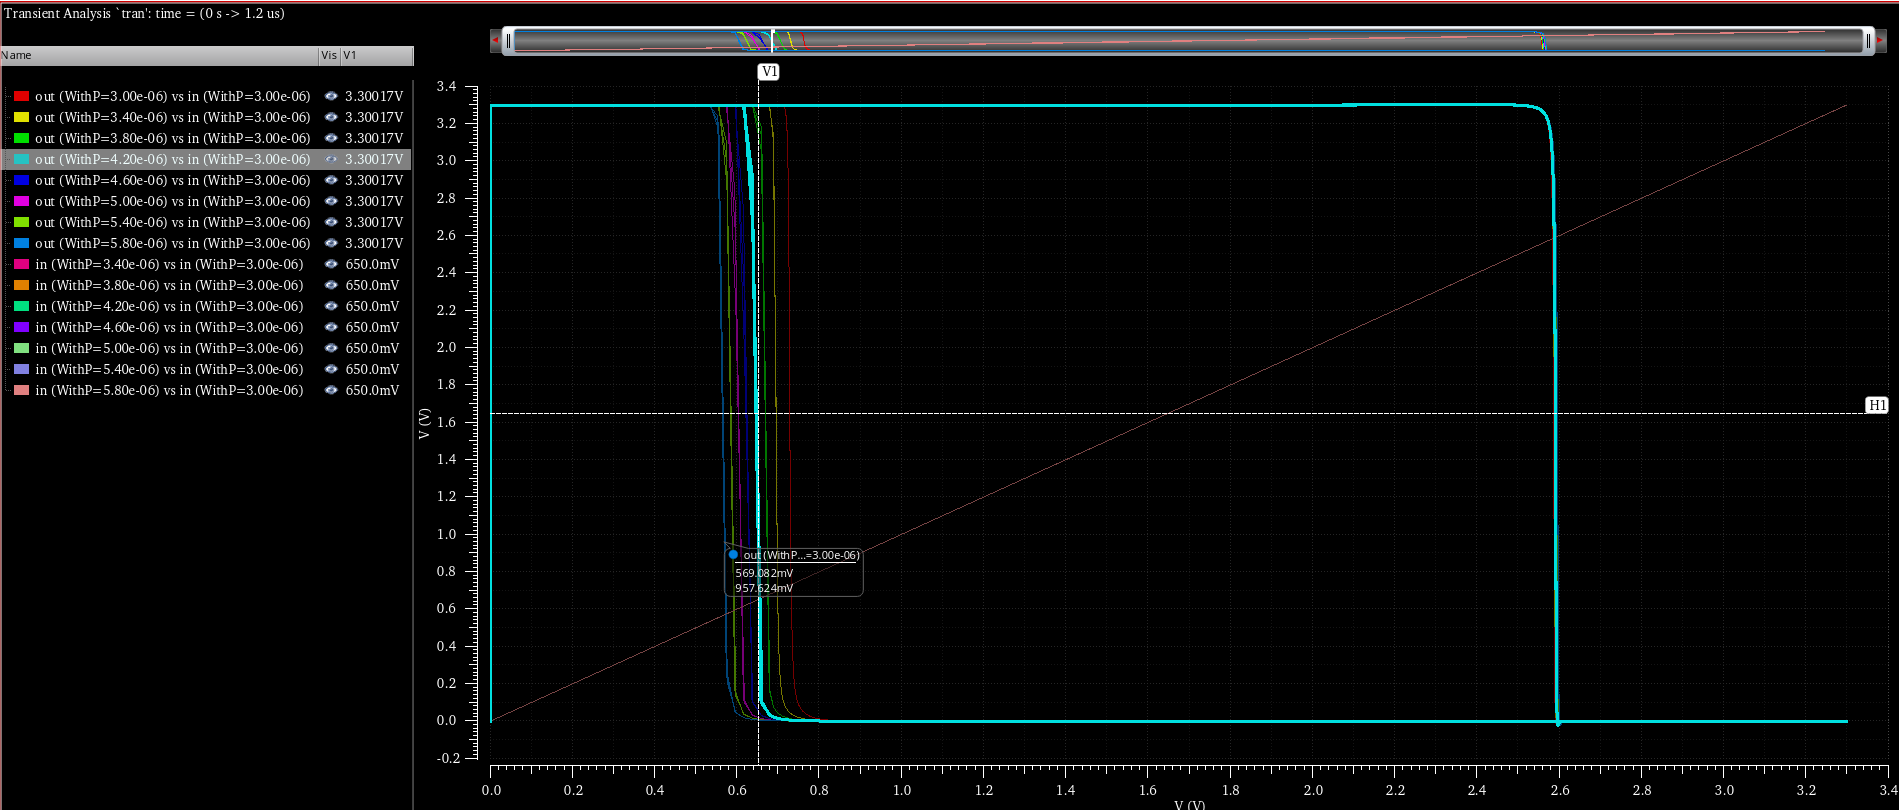 Transient Analysis `tran': time = (0 s -> 1.2 us)
Name Vis V1
out (WithP=3.00e-06) vs in (WithP=3.00e-06) 3.30017V
out (WithP=3.40e-06) vs in (WithP=3.00e-06) 3.30017V
out (WithP=3.80e-06) vs in (WithP=3.00e-06) 3.30017V
out (WithP=4.20e-06) vs in (WithP=3.00e-06) 3.30017V
out (WithP=4.60e-06) vs in (WithP=3.00e-06) 3.30017V
out (WithP=5.00e-06) vs in (WithP=3.00e-06) 3.30017V
out (WithP=5.40e-06) vs in (WithP=3.00e-06) 3.30017V
out (WithP=5.80e-06) vs in (WithP=3.00e-06) 3.30017V
in (WithP=3.40e-06) vs in (WithP=3.00e-06) 650.0mV
in (WithP=3.80e-06) vs in (WithP=3.00e-06) 650.0mV
in (WithP=4.20e-06) vs in (WithP=3.00e-06) 650.0mV
in (WithP=4.60e-06) vs in (WithP=3.00e-06) 650.0mV
in (WithP=5.00e-06) vs in (WithP=3.00e-06) 650.0mV
in (WithP=5.40e-06) vs in (WithP=3.00e-06) 650.0mV
in (WithP=5.80e-06) vs in (WithP=3.00e-06) 650.0mV
V1
3.4
3.2
3.0
2.8
2.6
2.4
2.2
2.0
1.8
1.6
1.4
1.2
1.0
0.8
0.6
0.4
0.2
0.0
-0.2
V (V)
H1
out (WithP...=3.00e-06)
569.082mV
957.624mV
0.0 0.2 0.4 0.6 0.8 1.0 1.2 1.4 1.6 1.8 2.0 2.2 2.4 2.6 2.8 3.0 3.2 3.4
V (V)